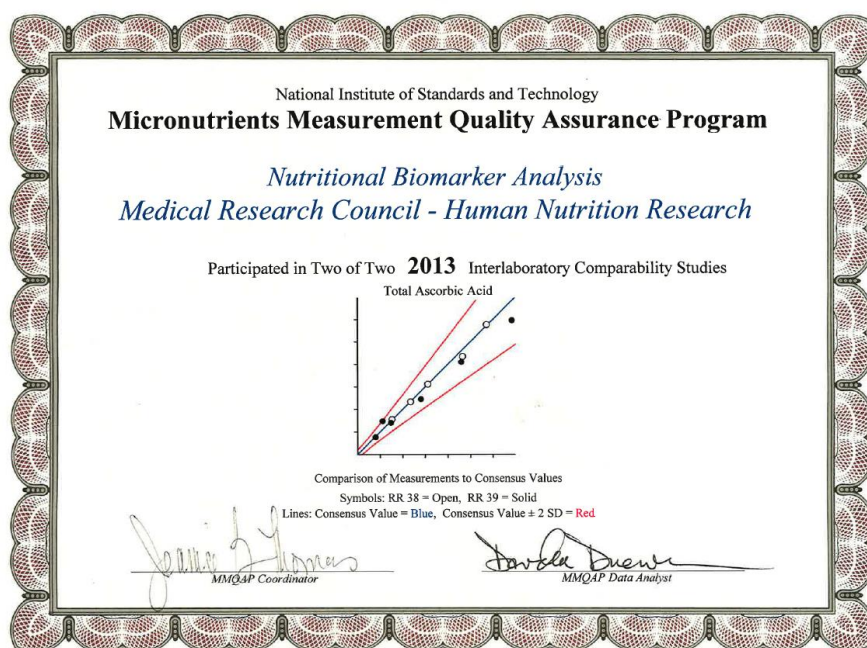 National Institute of Standards and Technology
Micronutrients Measurement Quality Assurance Program
Nutritional Biomarker Analysis
Medical Research Council - Human Nutrition Research
Participated in Two of Two 2013 Interlaboratory Comparability Studies
Total Ascorbic Acid
Comparison of Measurements to Consensus Values
Symbols: RR 38 = Open, RR 39 = Solid
Lines: Consensus Value = Blue, Consensus Value ± 2 SD = Red
MMQAP Coordinator
MMQAP Data Analyst